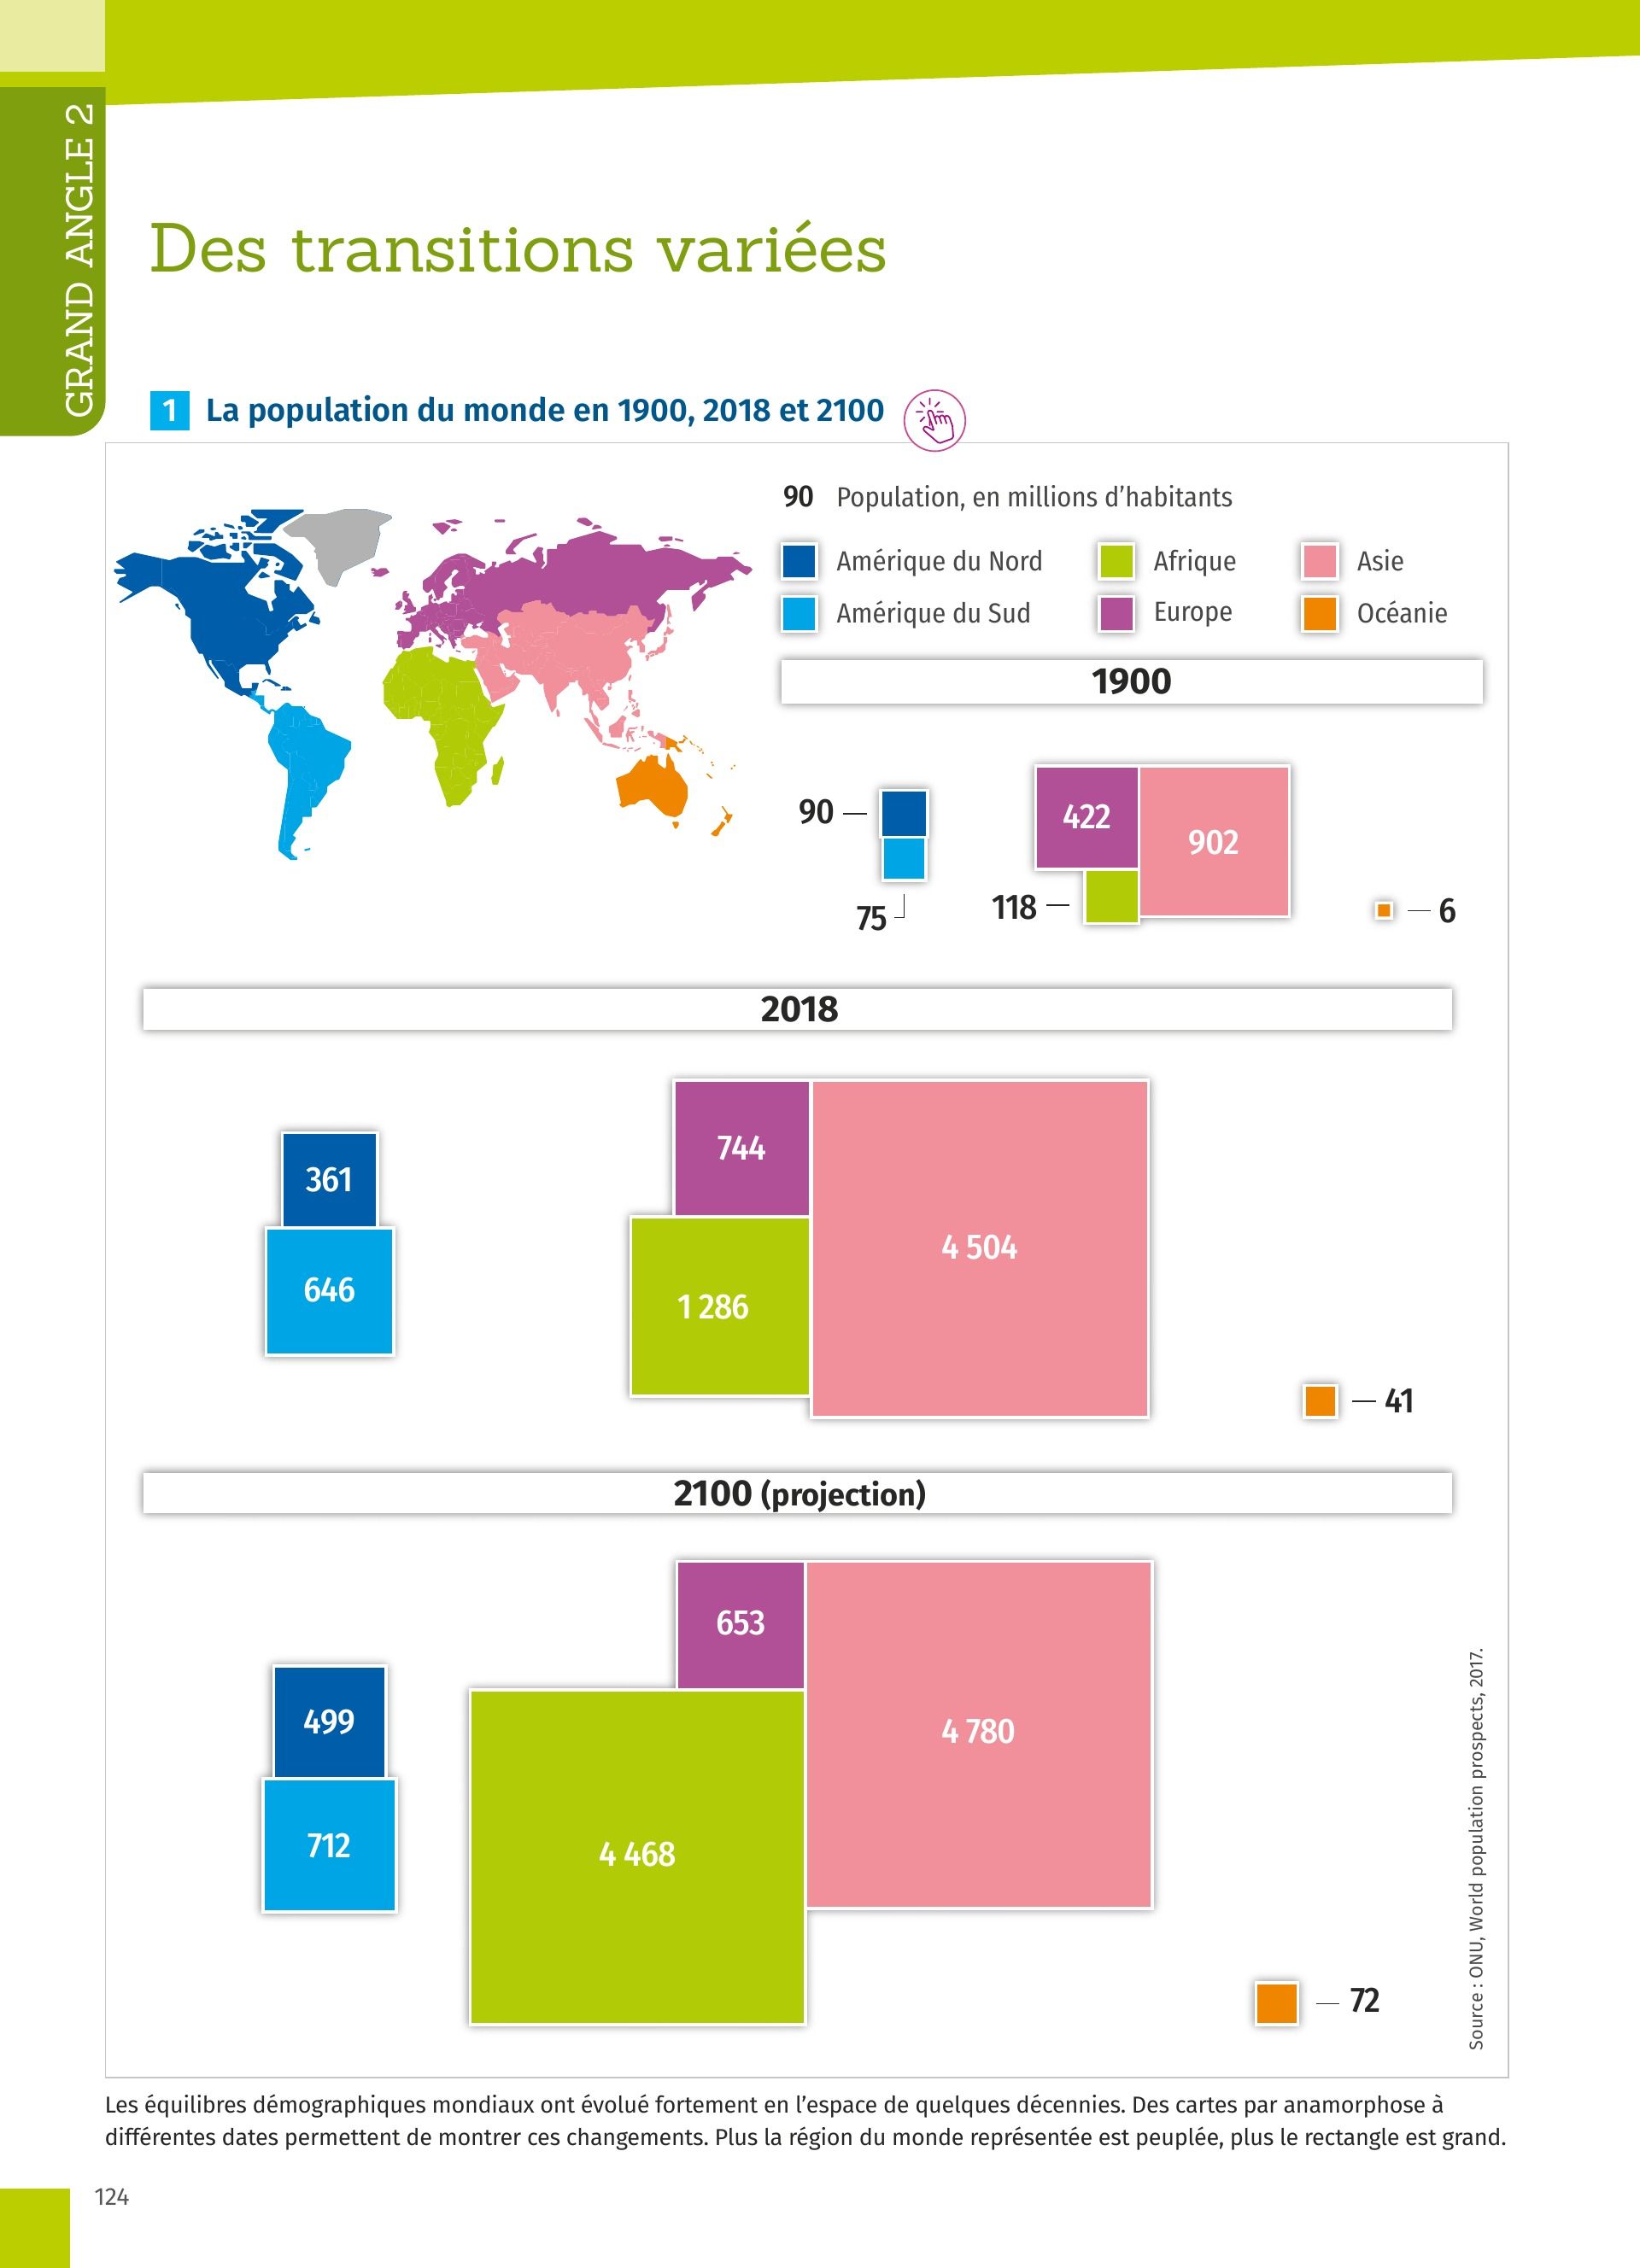 GRAND ANGLE 2
Des transitions variées
1 La population du monde en 1900, 2018 et 2100
90 Population, en millions d’habitants
Amérique du Nord
Afrique
Asie
Amérique du Sud
Europe
Océanie
1900
90
75
422
902
118
6
2018
361
646
744
1 286
4 504
41
2100 (projection)
499
712
653
4 468
4 780
72
Source : ONU, World population prospects, 2017.
Les équilibres démographiques mondiaux ont évolué fortement en l’espace de quelques décennies. Des cartes par anamorphose à
différentes dates permettent de montrer ces changements. Plus la région du monde représentée est peuplée, plus le rectangle est grand.
124